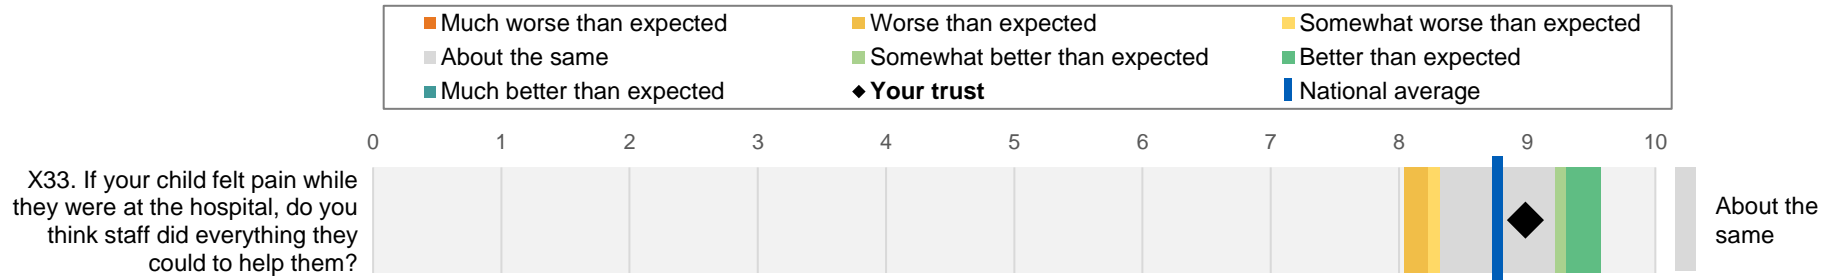 Much worse than expected
Worse than expected
Somewhat worse than expected
About the same
Somewhat better than expected
Better than expected
Much better than expected
Your trust
National average
0 1 2 3 4 5 6 7 8 9 10
X33. If your child felt pain while
they were at the hospital, do you
think staff did everything they
could to help them?
About the
same